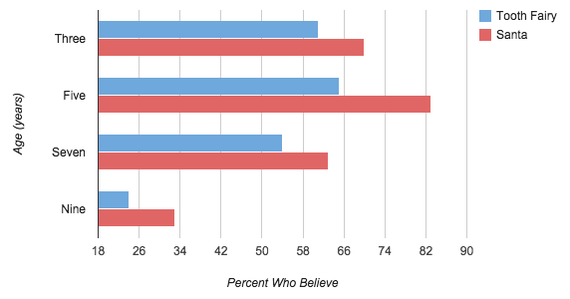 Tooth Fairy
Santa
Three
Five
Seven
Nine
Age (years)
18 26 34 42 50 58 66 74 82 90
Percent Who Believe